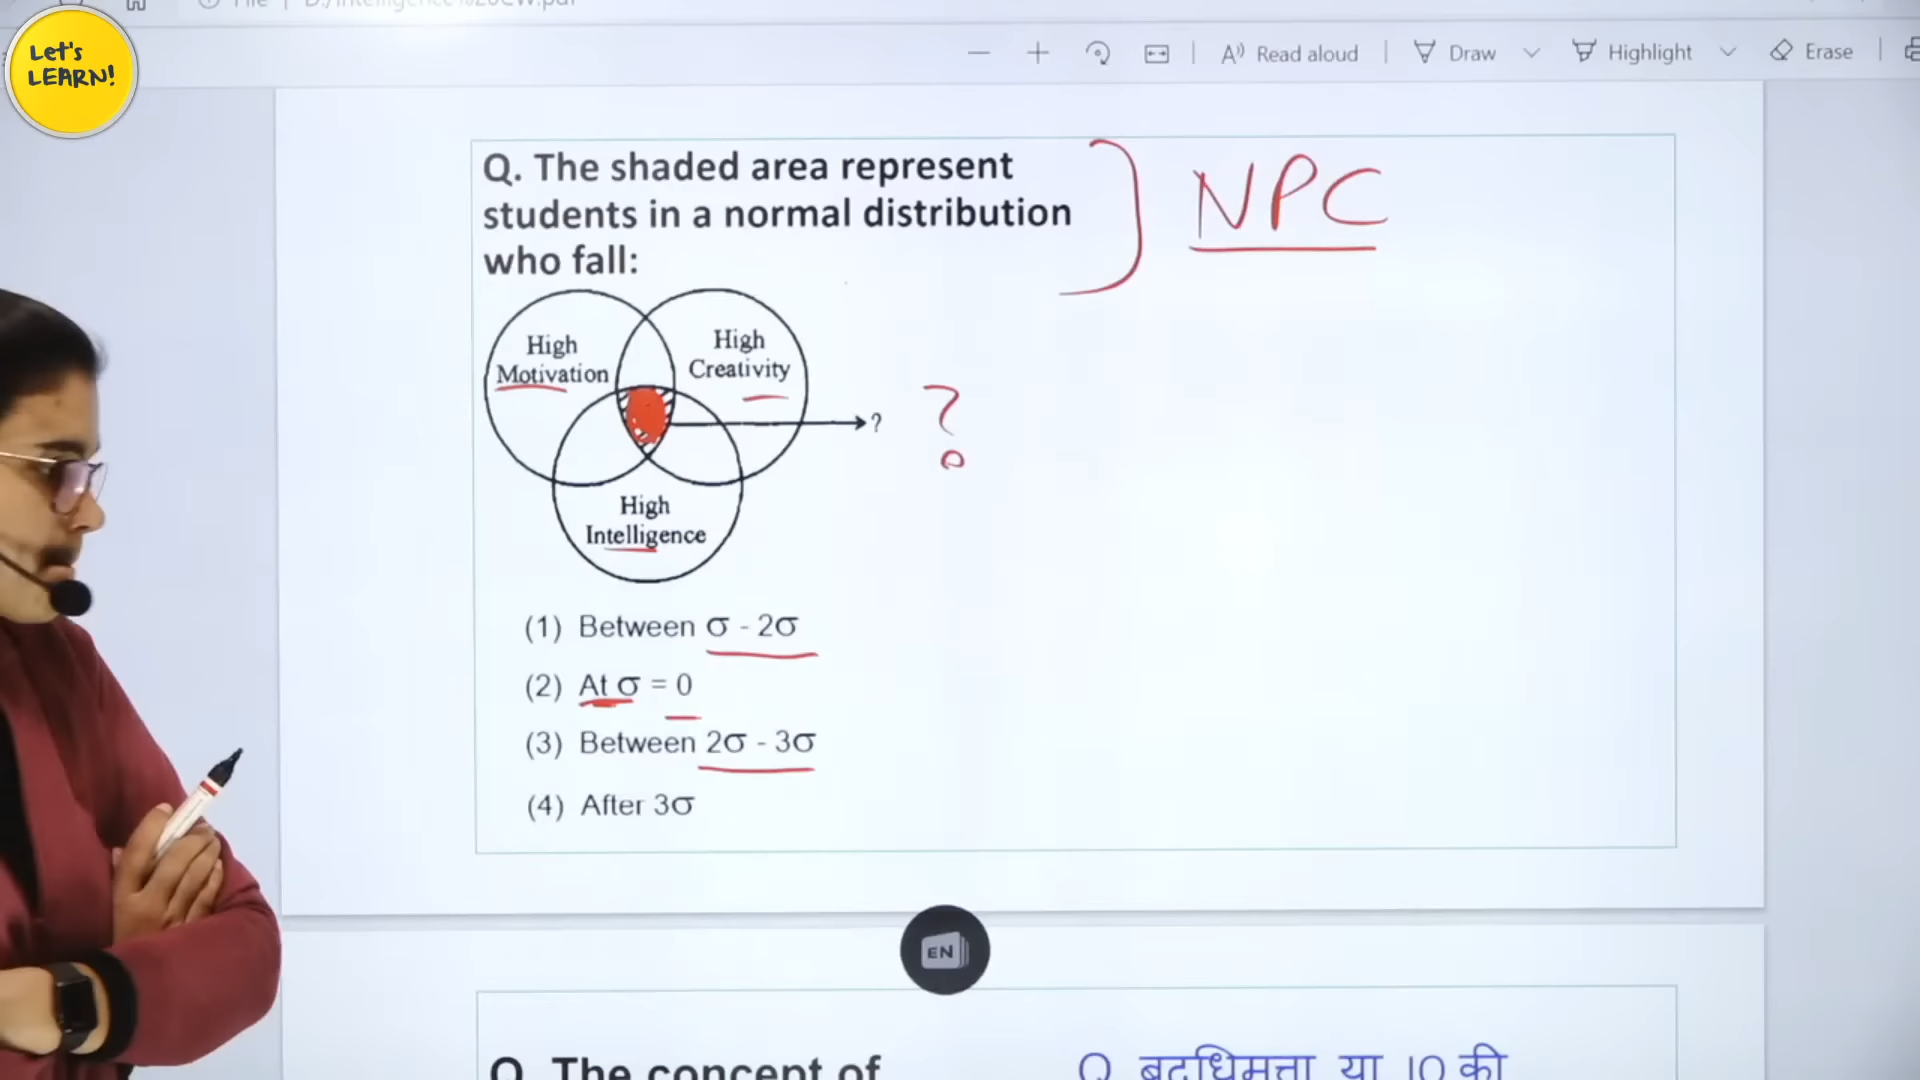 Let's
LEARN!
Read aloud
Draw
Highlight
Erase
Q. The shaded area represent
students in a normal distribution
who fall:
NPC
High
Motivation
High
Creativity
?
?
High
Intelligence
(1) Between σ - 2σ
(2) At σ = 0
(3) Between 2σ - 3σ
(4) After 3σ
EN
Q. The concept of
Q. बुद्धिमत्ता या IQ की